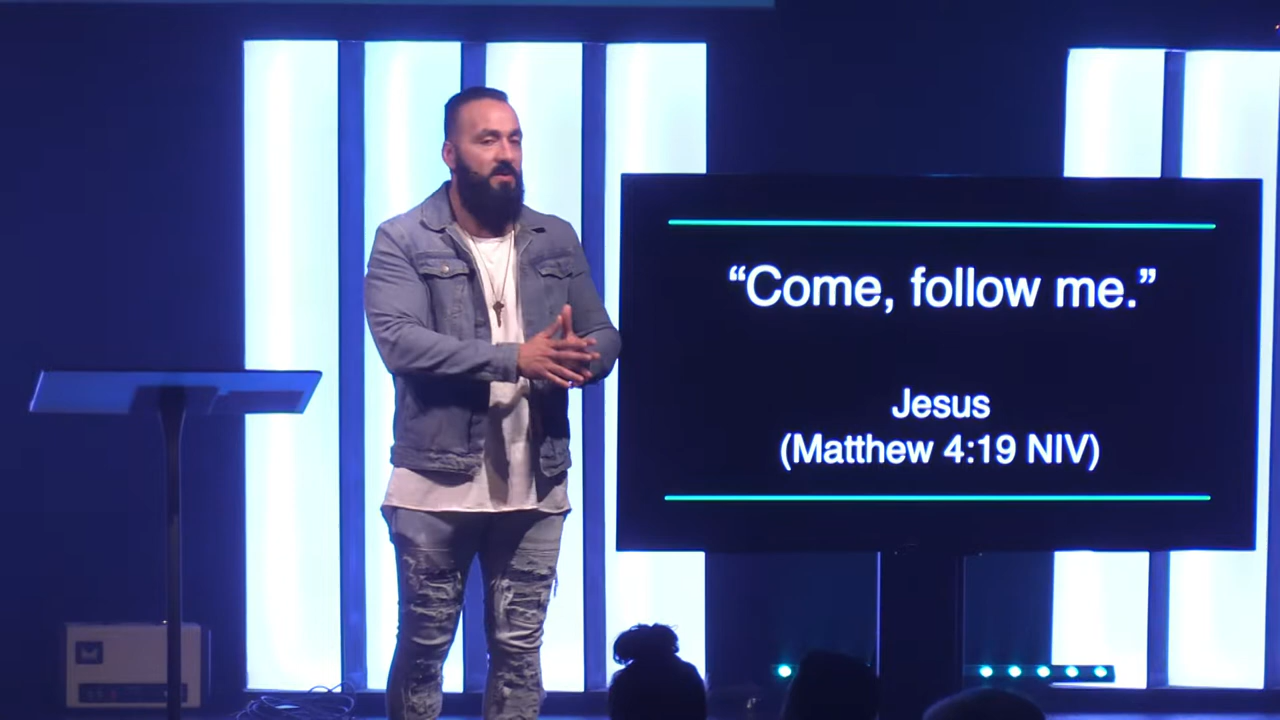 “Come, follow me.”
Jesus
(Matthew 4:19 NIV)